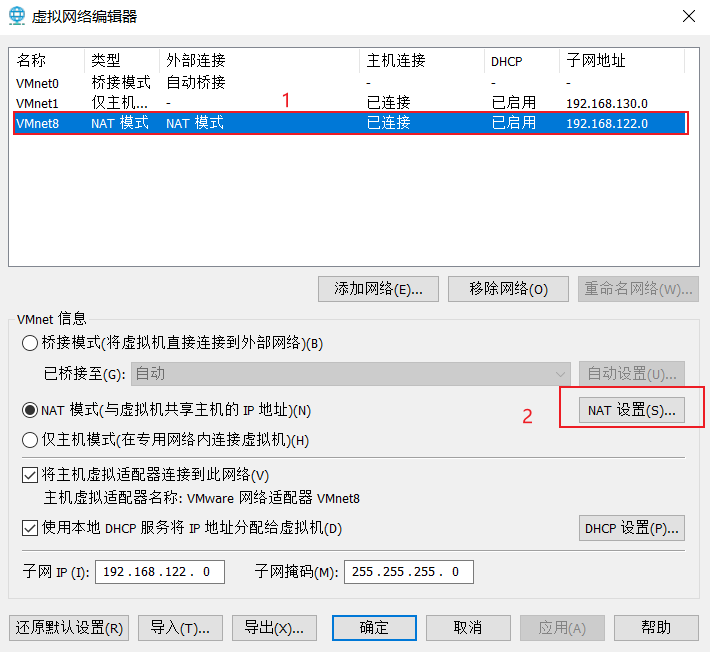 虚拟网络编辑器
名称 类型 外部连接 主机连接 DHCP 子网地址
VMnet0 桥接模式 自动桥接 - - -
1
VMnet1 仅主机... - 已连接 已启用 192.168.130.0
VMnet8 NAT 模式 NAT 模式 已连接 已启用 192.168.122.0
添加网络(E)... 移除网络(O) 重命名网络(W)...
VMnet 信息
桥接模式(将虚拟机直接连接到外部网络)(B)
已桥接至(G): 自动 自动设置(U)...
NAT 模式(与虚拟机共享主机的 IP 地址)(N) 2 NAT 设置(S)...
仅主机模式(在专用网络内连接虚拟机)(H)
将主机虚拟适配器连接到此网络(V)
主机虚拟适配器名称: VMware 网络适配器 VMnet8
使用本地 DHCP 服务将 IP 地址分配给虚拟机(D) DHCP 设置(P)...
子网 IP (I): 192 . 168 . 122 . 0 子网掩码(M): 255 . 255 . 255 . 0
还原默认设置(R) 导入(T)... 导出(X)... 确定 取消 应用(A) 帮助